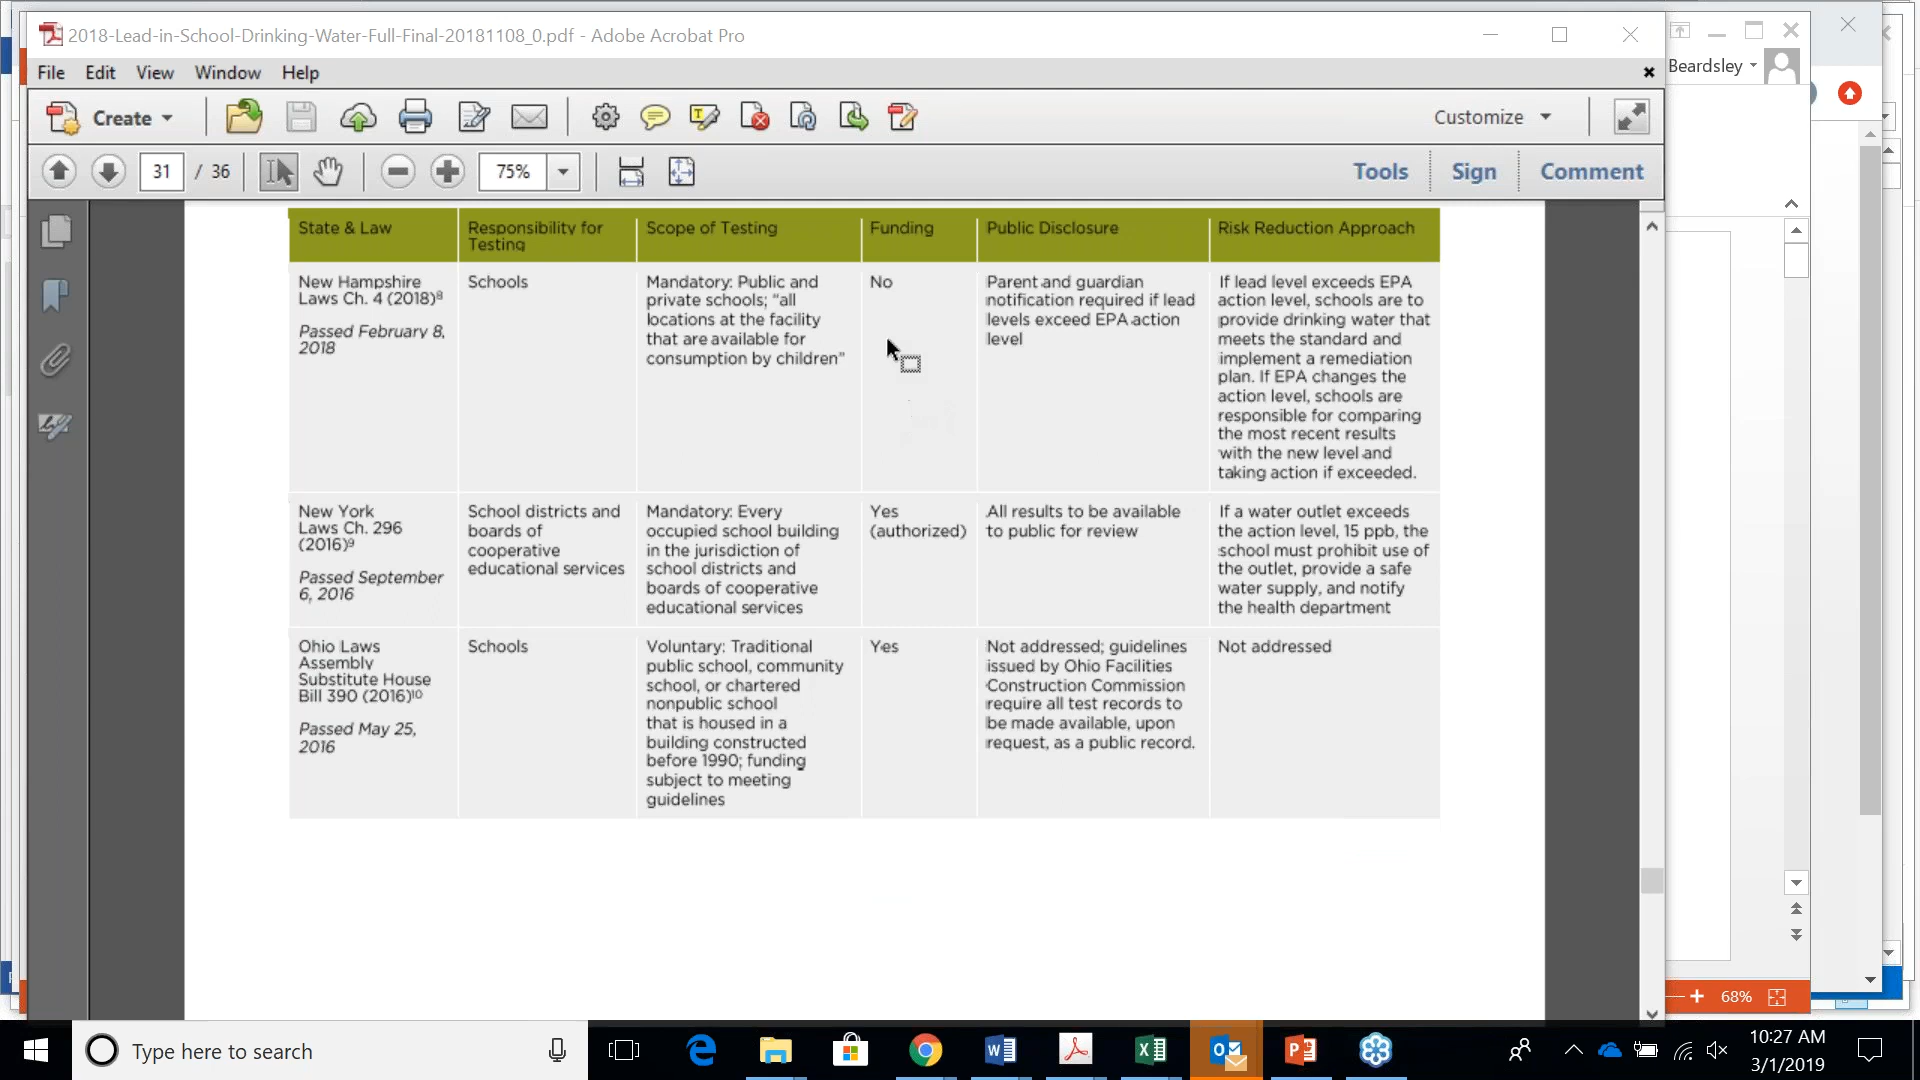 2018-Lead-in-School-Drinking-Water-Full-Final-20181108_0.pdf - Adobe Acrobat Pro
Beardsley
File Edit View Window Help
Create
Customize
31 / 36
75%
Tools Sign Comment
State & Law
Responsibility for
Testing
Scope of Testing
Funding
Public Disclosure
Risk Reduction Approach
New Hampshire
Laws Ch. 4 (2018)⁸
Passed February 8,
2018
Schools
Mandatory: Public and
private schools; “all
locations at the facility
that are available for
consumption by children”
No
Parent and guardian
notification required if lead
levels exceed EPA action
level
If lead level exceeds EPA
action level, schools are to
provide drinking water that
meets the standard and
implement a remediation
plan. If EPA changes the
action level, schools are
responsible for comparing
the most recent results
with the new level and
taking action if exceeded.
New York
Laws Ch. 296
(2016)⁹
Passed September
6, 2016
School districts and
boards of
cooperative
educational services
Mandatory: Every
occupied school building
in the jurisdiction of
school districts and
boards of cooperative
educational services
Yes
(authorized)
All results to be available
to public for review
If a water outlet exceeds
the action level, 15 ppb, the
school must prohibit use of
the outlet, provide a safe
water supply, and notify
the health department
Ohio Laws
Assembly
Substitute House
Bill 390 (2016)¹⁰
Passed May 25,
2016
Schools
Voluntary: Traditional
public school, community
school, or chartered
nonpublic school
that is housed in a
building constructed
before 1990; funding
subject to meeting
guidelines
Yes
Not addressed; guidelines
issued by Ohio Facilities
Construction Commission
require all test records to
be made available, upon
request, as a public record.
Not addressed
68%
Type here to search
10:27 AM
3/1/2019